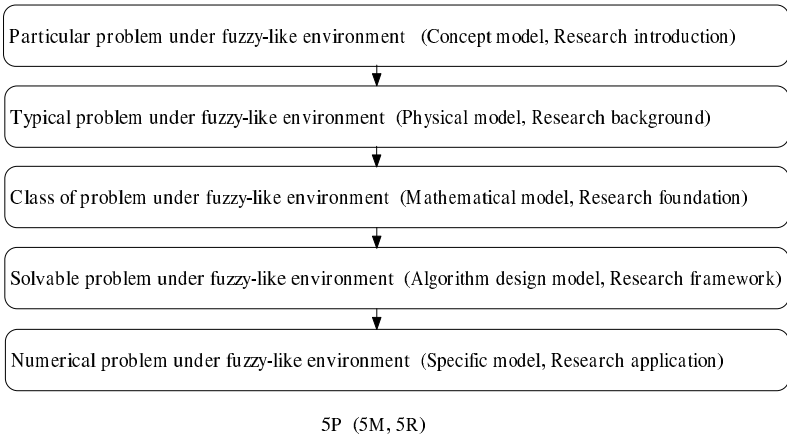 Particular problem under fuzzy-like environment (Concept model, Research introduction)
Typical problem under fuzzy-like environment (Physical model, Research background)
Class of problem under fuzzy-like environment (Mathematical model, Research foundation)
Solvable problem under fuzzy-like environment (Algorithm design model, Research framework)
Numerical problem under fuzzy-like environment (Specific model, Research application)
5P (5M, 5R)